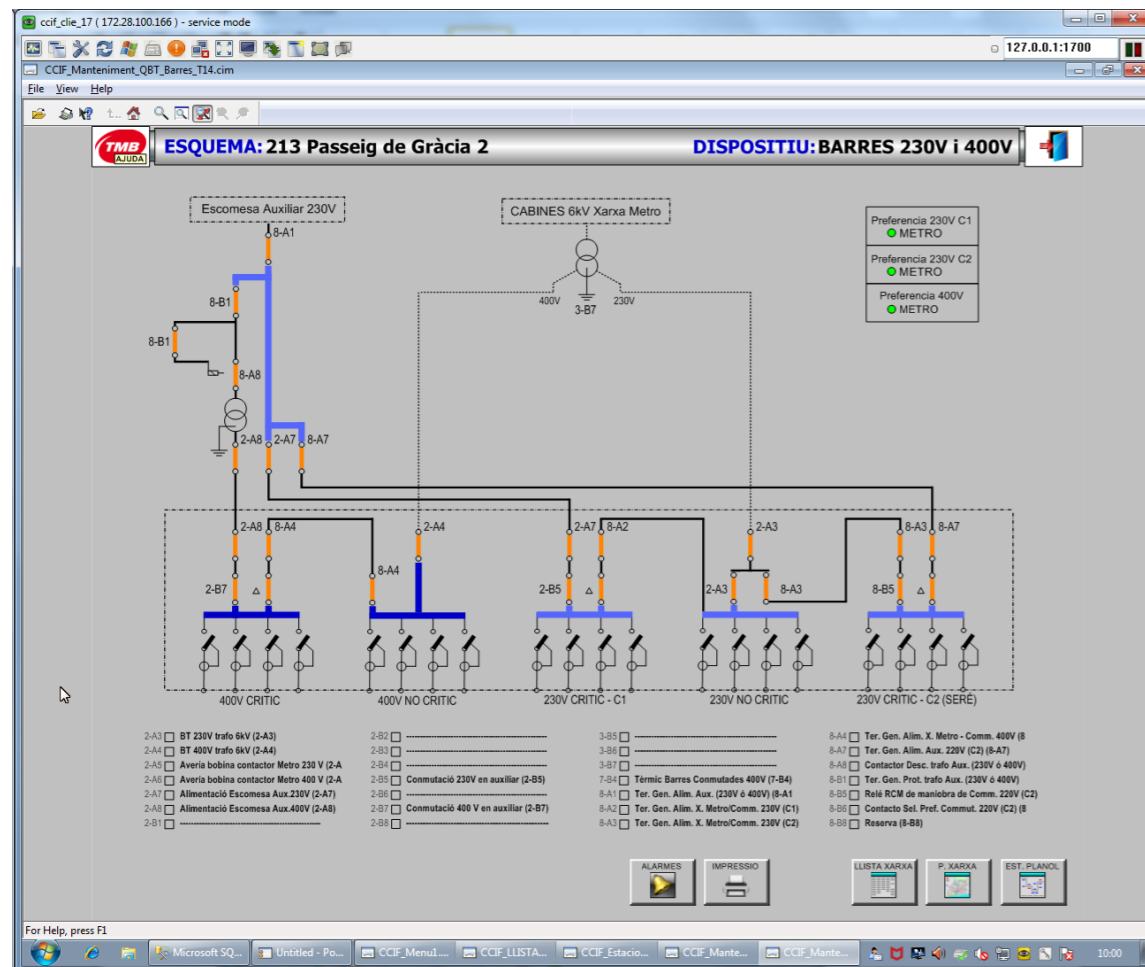 ccif_clie_17 ( 172.28.100.166 ) - service mode
127.0.0.1:1700
CCIF_Manteniment_QBT_Barres_T14.cim
File View Help
TMB
AJUDA
ESQUEMA: 213 Passeig de Gràcia 2
DISPOSITIU: BARRES 230V i 400V
Escomesa Auxiliar 230V
CABINES 6kV Xarxa Metro
Preferencia 230V C1
METRO
Preferencia 230V C2
METRO
Preferencia 400V
METRO
8-A1
8-B1
400V
230V
3-B7
8-B1
8-A8
2-A8 2-A7 8-A7
2-A8 8-A4 2-A4 2-A7 8-A2 2-A3 8-A3 8-A7
8-A4
2-B7 2-B5 2-A3 8-A3 8-B5
400V CRITIC
400V NO CRITIC
230V CRITIC - C1
230V NO CRITIC
230V CRITIC - C2 (SERÉ)
2-A3 BT 230V trafo 6kV (2-A3)
2-A4 BT 400V trafo 6kV (2-A4)
2-A5 Averia bobina contactor Metro 230 V (2-A
2-A6 Averia bobina contactor Metro 400 V (2-A
2-A7 Alimentació Escomesa Aux.230V (2-A7)
2-A8 Alimentació Escomesa Aux.400V (2-A8)
2-B1 ------------------------------
2-B2 ------------------------------
2-B3 ------------------------------
2-B4 ------------------------------
2-B5 Conmutació 230V en auxiliar (2-B5)
2-B6 ------------------------------
2-B7 Conmutació 400 V en auxiliar (2-B7)
2-B8 ------------------------------
3-B5 ------------------------------
3-B6 ------------------------------
3-B7 ------------------------------
7-B4 Tèrmic Barres Conmutades 400V (7-B4)
8-A1 Ter. Gen. Alim. Aux. (230V ó 400V) (8-A1
8-A2 Ter. Gen. Alim. X. Metro/Comm. 230V (C1)
8-A3 Ter. Gen. Alim. X. Metro/Comm. 230V (C2)
8-A4 Ter. Gen. Alim. X. Metro - Comm. 400V (8
8-A7 Ter. Gen. Alim. Aux. 220V (C2) (8-A7)
8-A8 Contactor Desc. trafo Aux. (230V ó 400V)
8-B1 Ter. Gen. Prot. trafo Aux. (230V ó 400V)
8-B5 Relé RCM de maniobra de Comm. 220V (C2)
8-B6 Contacto Sel. Pref. Commut. 220V (C2) (8
8-B8 Reserva (8-B8)
ALARMES
IMPRESSIO
LLISTA XARXA
P. XARXA
EST. PLANOL
For Help, press F1
Microsoft SQ...
Untitled - Po...
CCIF_Menu1....
CCIF_LLISTA...
CCIF_Estacio...
CCIF_Mante...
CCIF_Mante...
10:00